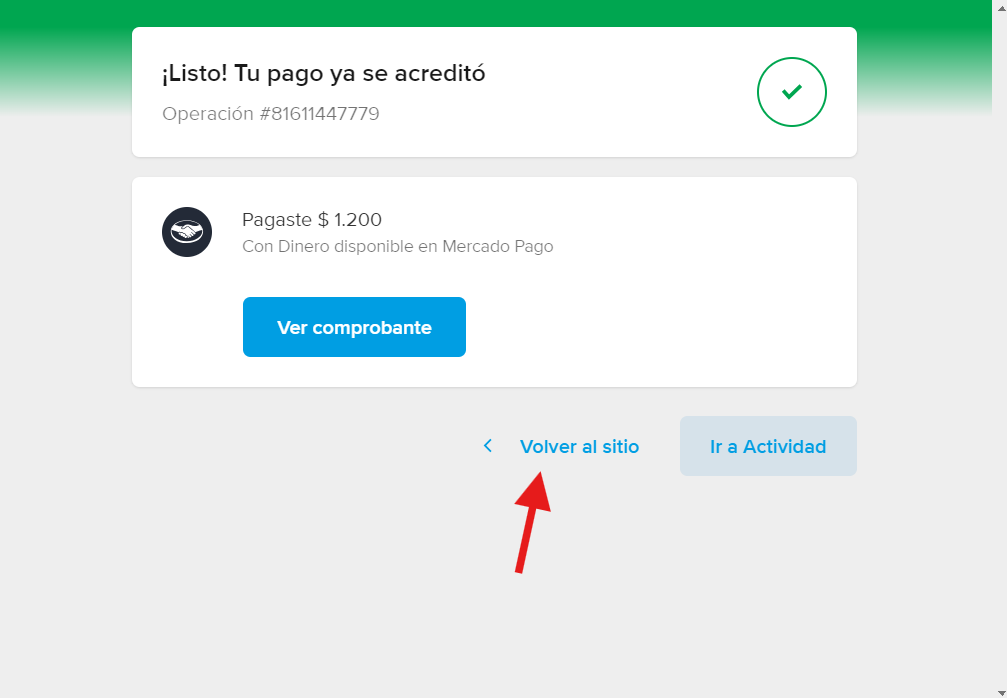 ¡Listo! Tu pago ya se acreditó
Operación #81611447779
Pagaste $ 1.200
Con Dinero disponible en Mercado Pago
Ver comprobante
Volver al sitio
Ir a Actividad